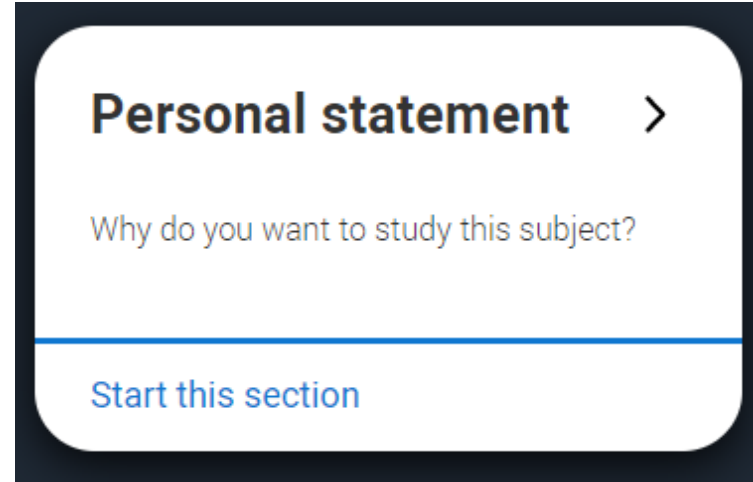 Personal statement
Why do you want to study this subject?
Start this section